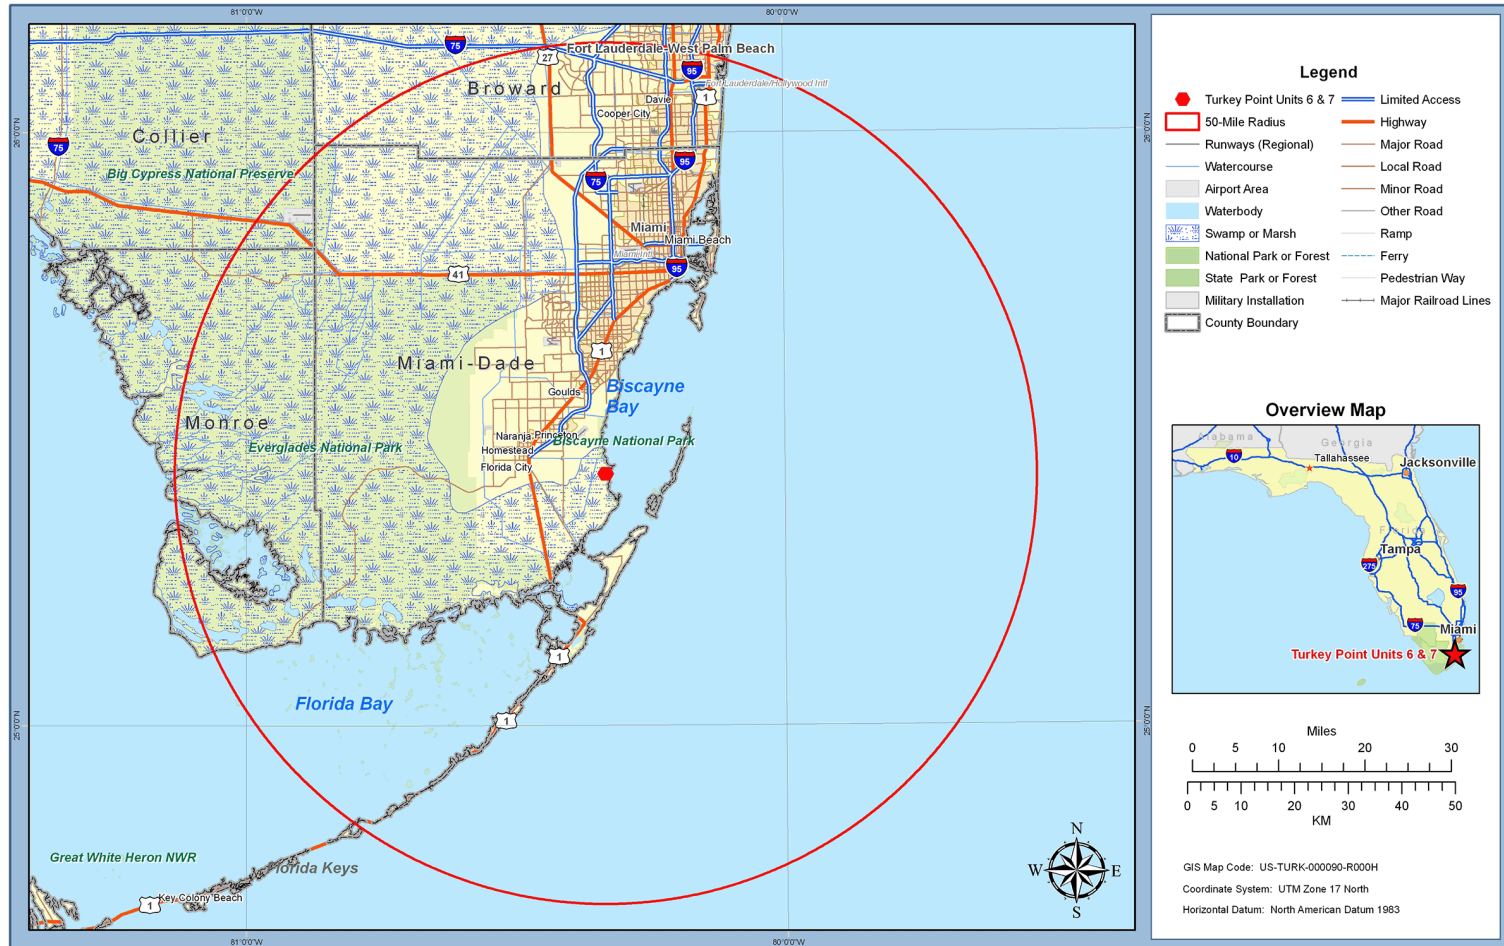 81°0'0"W
80°0'0"W
26°0'0"N
26°0'0"N
75
27
Fort Lauderdale-West Palm Beach
95
Fort Lauderdale/Hollywood Intl
1
Broward
Davie
Cooper City
Collier
75
95
75
Big Cypress National Preserve
Miami
Miami Beach
Miami Intl
95
41
1
Miami-Dade
Goulds
Biscayne
Bay
Monroe
Everglades National Park
Naranja
Princeton
Biscayne National Park
Homestead
Florida City
1
Florida Bay
1
25°0'0"N
25°0'0"N
Great White Heron NWR
Florida Keys
Key Colony Beach
1
N
W
E
S
81°0'0"W
80°0'0"W
Legend
Turkey Point Units 6 & 7
50-Mile Radius
Runways (Regional)
Watercourse
Airport Area
Waterbody
Swamp or Marsh
National Park or Forest
State Park or Forest
Military Installation
County Boundary
Limited Access
Highway
Major Road
Local Road
Minor Road
Other Road
Ramp
Ferry
Pedestrian Way
Major Railroad Lines
Overview Map
Alabama
Georgia
10
Tallahassee
Jacksonville
Florida
Tampa
275
95
75
Miami
Turkey Point Units 6 & 7
Miles
0 5 10 20 30
0 5 10 20 30 40 50
KM
GIS Map Code: US-TURK-000090-R000H
Coordinate System: UTM Zone 17 North
Horizontal Datum: North American Datum 1983